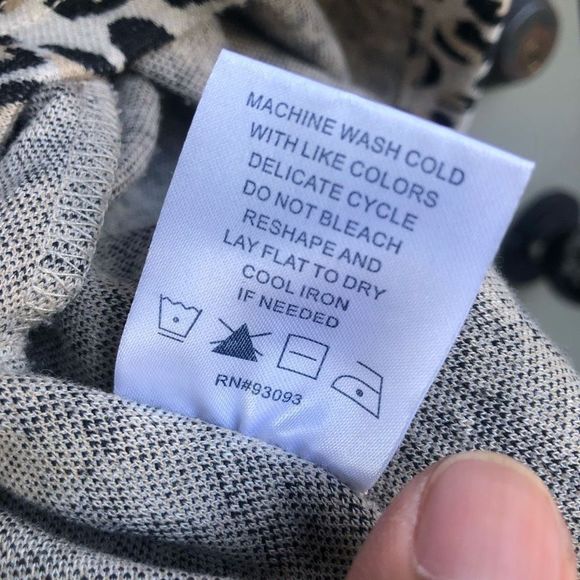 MACHINE WASH COLD
WITH LIKE COLORS
DELICATE CYCLE
DO NOT BLEACH
RESHAPE AND
LAY FLAT TO DRY
COOL IRON
IF NEEDED
RN#93093